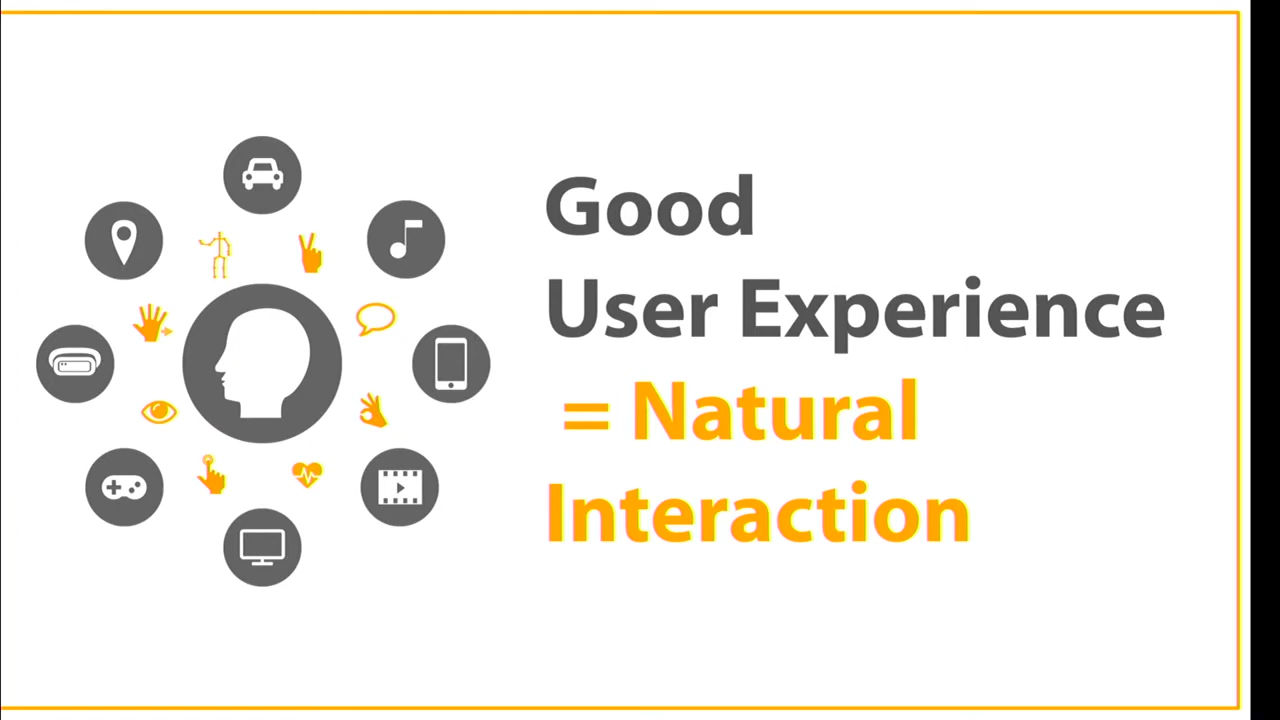 Good
User Experience
= Natural
Interaction